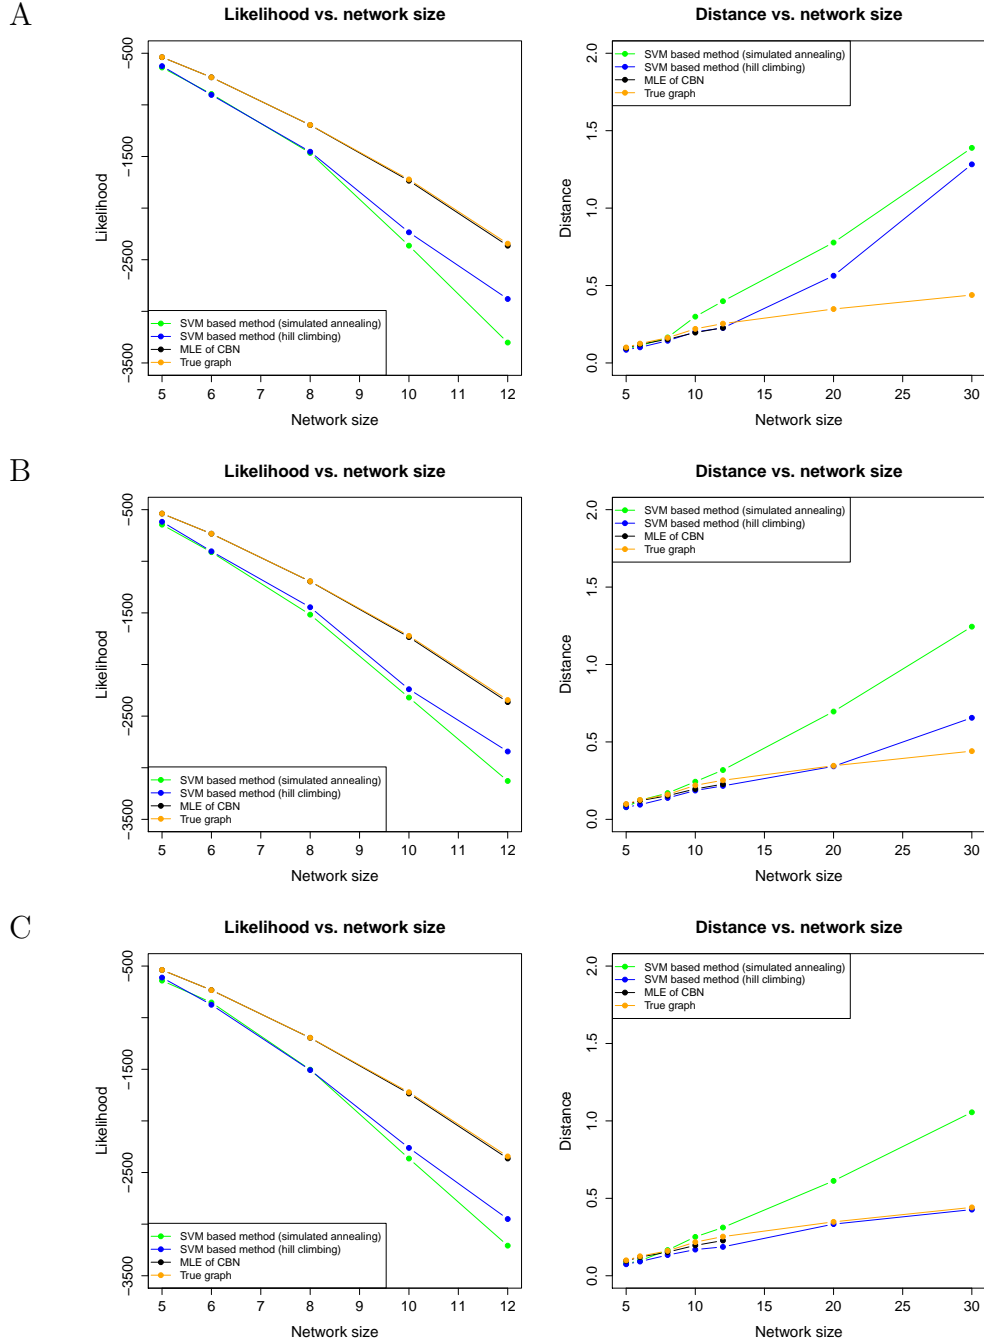 A
Likelihood vs. network size
Likelihood
−500
−1500
−2500
−3500
SVM based method (simulated annealing)
SVM based method (hill climbing)
MLE of CBN
True graph
5 6 7 8 9 10 11 12
Network size
Distance vs. network size
Distance
2.0
1.5
1.0
0.5
0.0
SVM based method (simulated annealing)
SVM based method (hill climbing)
MLE of CBN
True graph
5 10 15 20 25 30
Network size
B
Likelihood vs. network size
Likelihood
−500
−1500
−2500
−3500
SVM based method (simulated annealing)
SVM based method (hill climbing)
MLE of CBN
True graph
5 6 7 8 9 10 11 12
Network size
Distance vs. network size
Distance
2.0
1.5
1.0
0.5
0.0
SVM based method (simulated annealing)
SVM based method (hill climbing)
MLE of CBN
True graph
5 10 15 20 25 30
Network size
C
Likelihood vs. network size
Likelihood
−500
−1500
−2500
−3500
SVM based method (simulated annealing)
SVM based method (hill climbing)
MLE of CBN
True graph
5 6 7 8 9 10 11 12
Network size
Distance vs. network size
Distance
2.0
1.5
1.0
0.5
0.0
SVM based method (simulated annealing)
SVM based method (hill climbing)
MLE of CBN
True graph
5 10 15 20 25 30
Network size